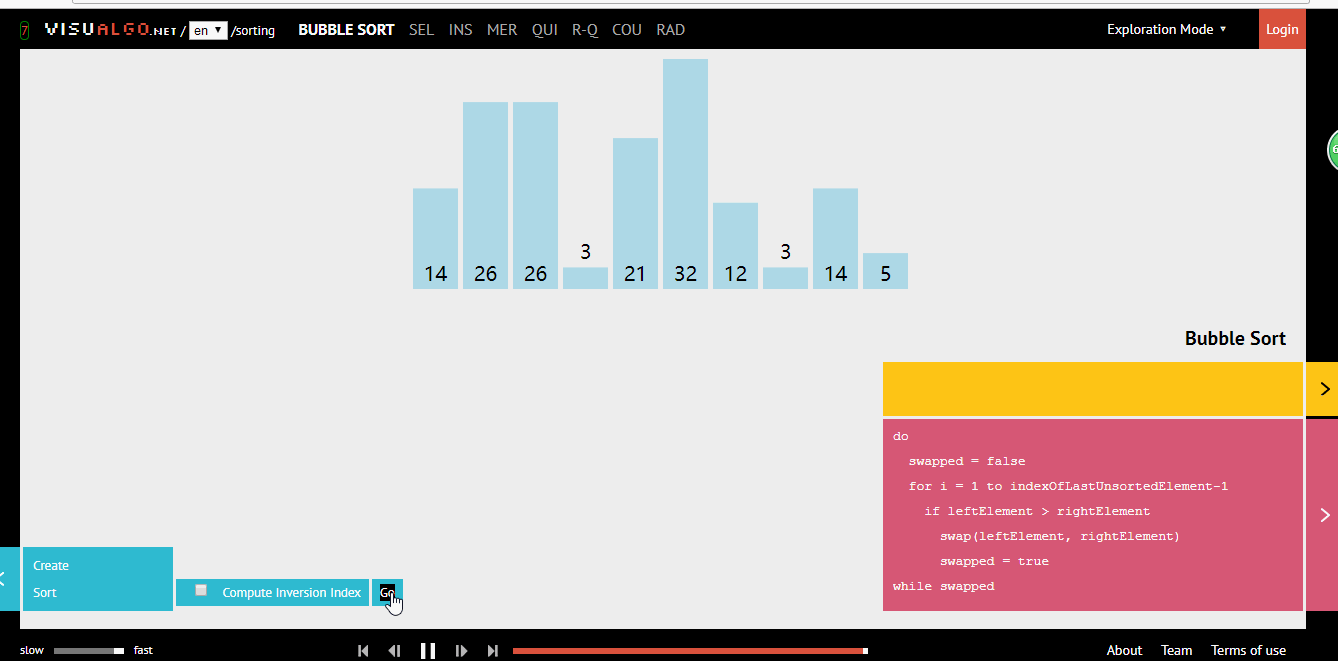 7 VISUALGO.NET / en ▼ /sorting BUBBLE SORT SEL INS MER QUI R-Q COU RAD Exploration Mode ▼ Login
14 26 26 3 21 32 12 3 14 5
Bubble Sort
do
swapped = false
for i = 1 to indexOfLastUnsortedElement-1
if leftElement > rightElement
swap(leftElement, rightElement)
swapped = true
while swapped
Create
Sort Compute Inversion Index Go
slow fast About Team Terms of use